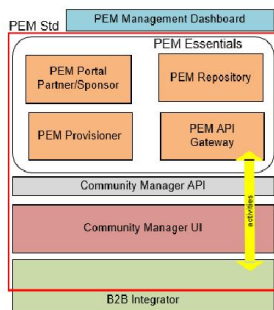 PEM Management Dashboard
PEM Std
PEM Essentials
PEM Portal
Partner/Sponsor
PEM Repository
PEM Provisioner
PEM API
Gateway
Community Manager API
Community Manager UI
activities
B2B Integrator